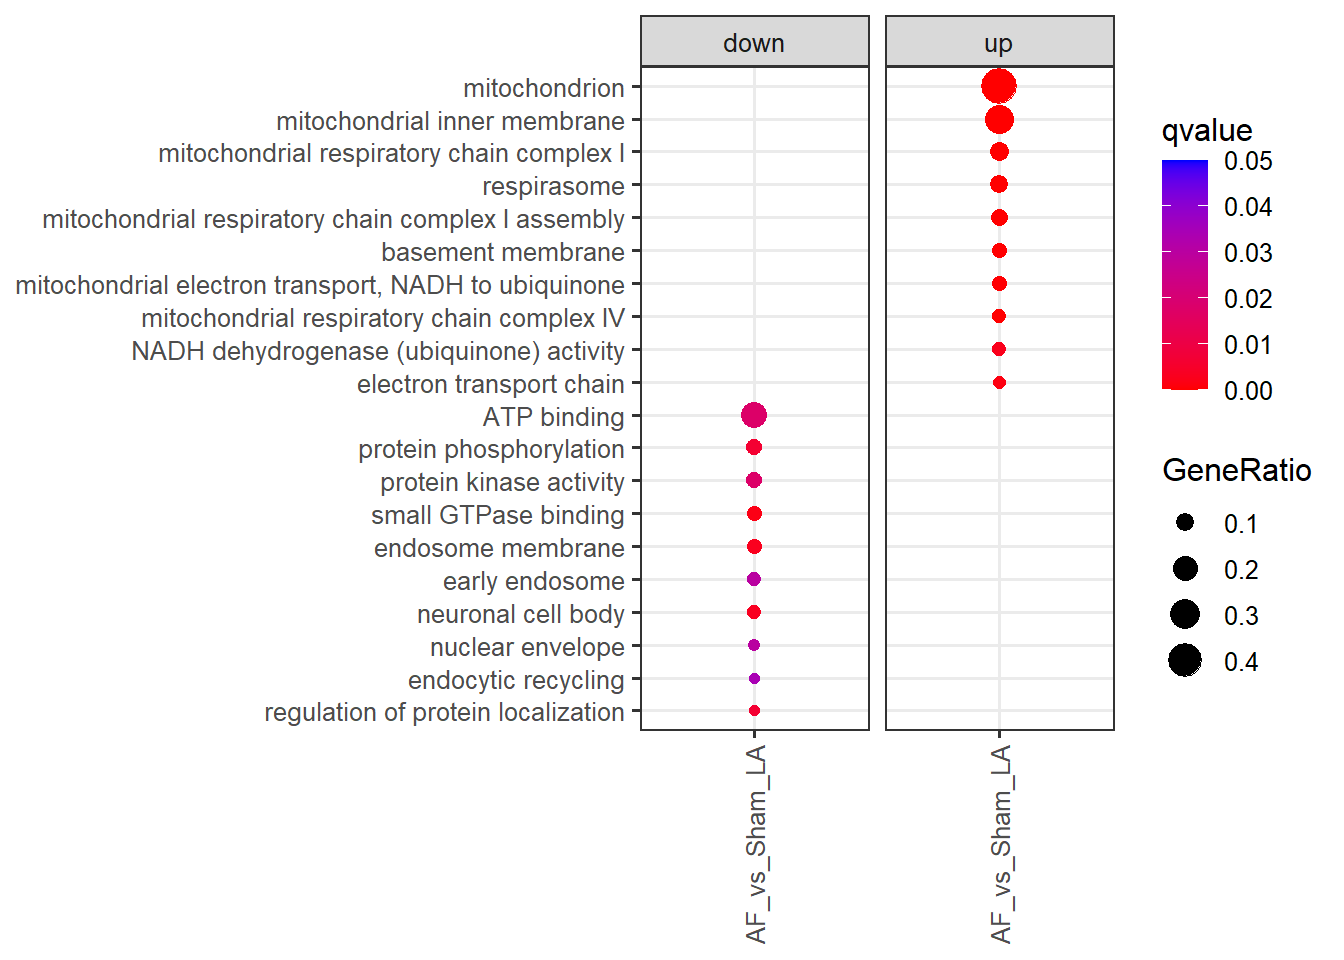 down
up
mitochondrion
mitochondrial inner membrane
mitochondrial respiratory chain complex I
respirasome
mitochondrial respiratory chain complex I assembly
basement membrane
mitochondrial electron transport, NADH to ubiquinone
mitochondrial respiratory chain complex IV
NADH dehydrogenase (ubiquinone) activity
electron transport chain
ATP binding
protein phosphorylation
protein kinase activity
small GTPase binding
endosome membrane
early endosome
neuronal cell body
nuclear envelope
endocytic recycling
regulation of protein localization
AF_vs_Sham_LA
AF_vs_Sham_LA
qvalue
0.05
0.04
0.03
0.02
0.01
0.00
GeneRatio
0.1
0.2
0.3
0.4